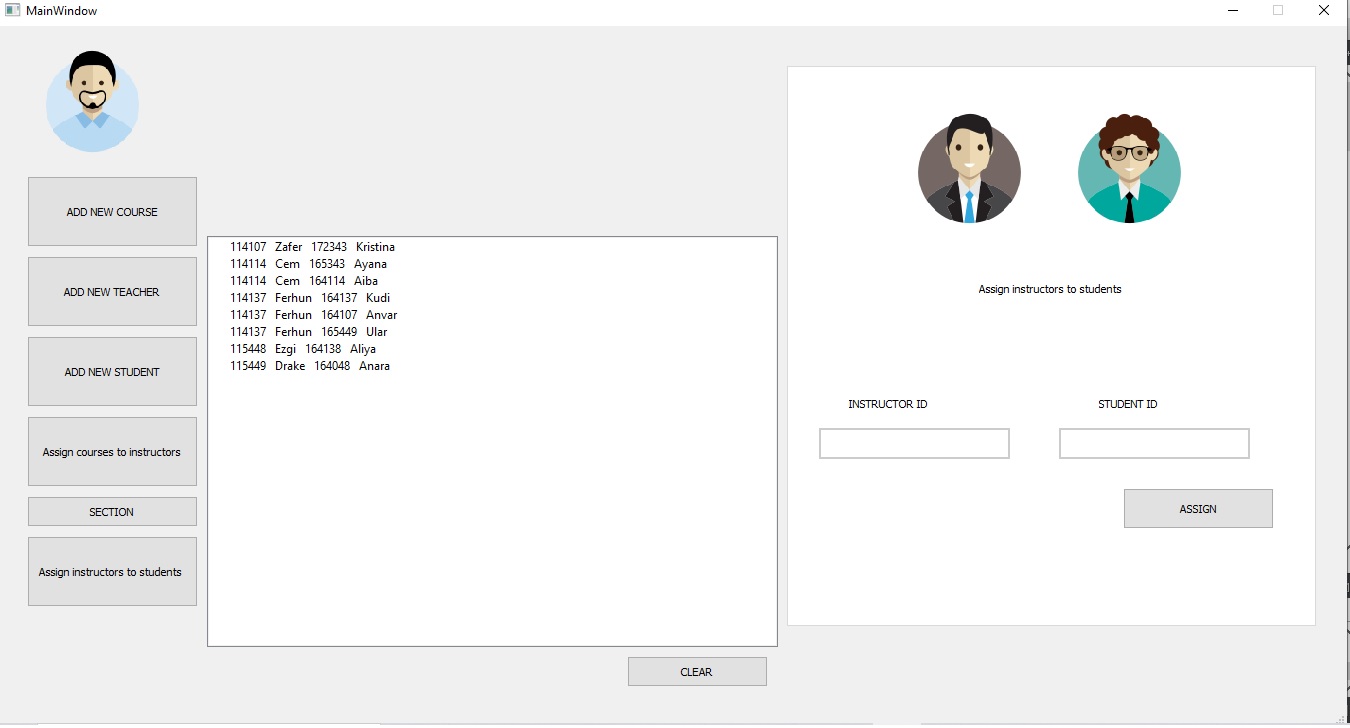 MainWindow
ADD NEW COURSE
ADD NEW TEACHER
ADD NEW STUDENT
Assign courses to instructors
SECTION
Assign instructors to students
114107 Zafer 172343 Kristina
114114 Cem 165343 Ayana
114114 Cem 164114 Aiba
114137 Ferhun 164137 Kudi
114137 Ferhun 164107 Anvar
114137 Ferhun 165449 Ular
115448 Ezgi 164138 Aliya
115449 Drake 164048 Anara
CLEAR
Assign instructors to students
INSTRUCTOR ID
STUDENT ID
ASSIGN